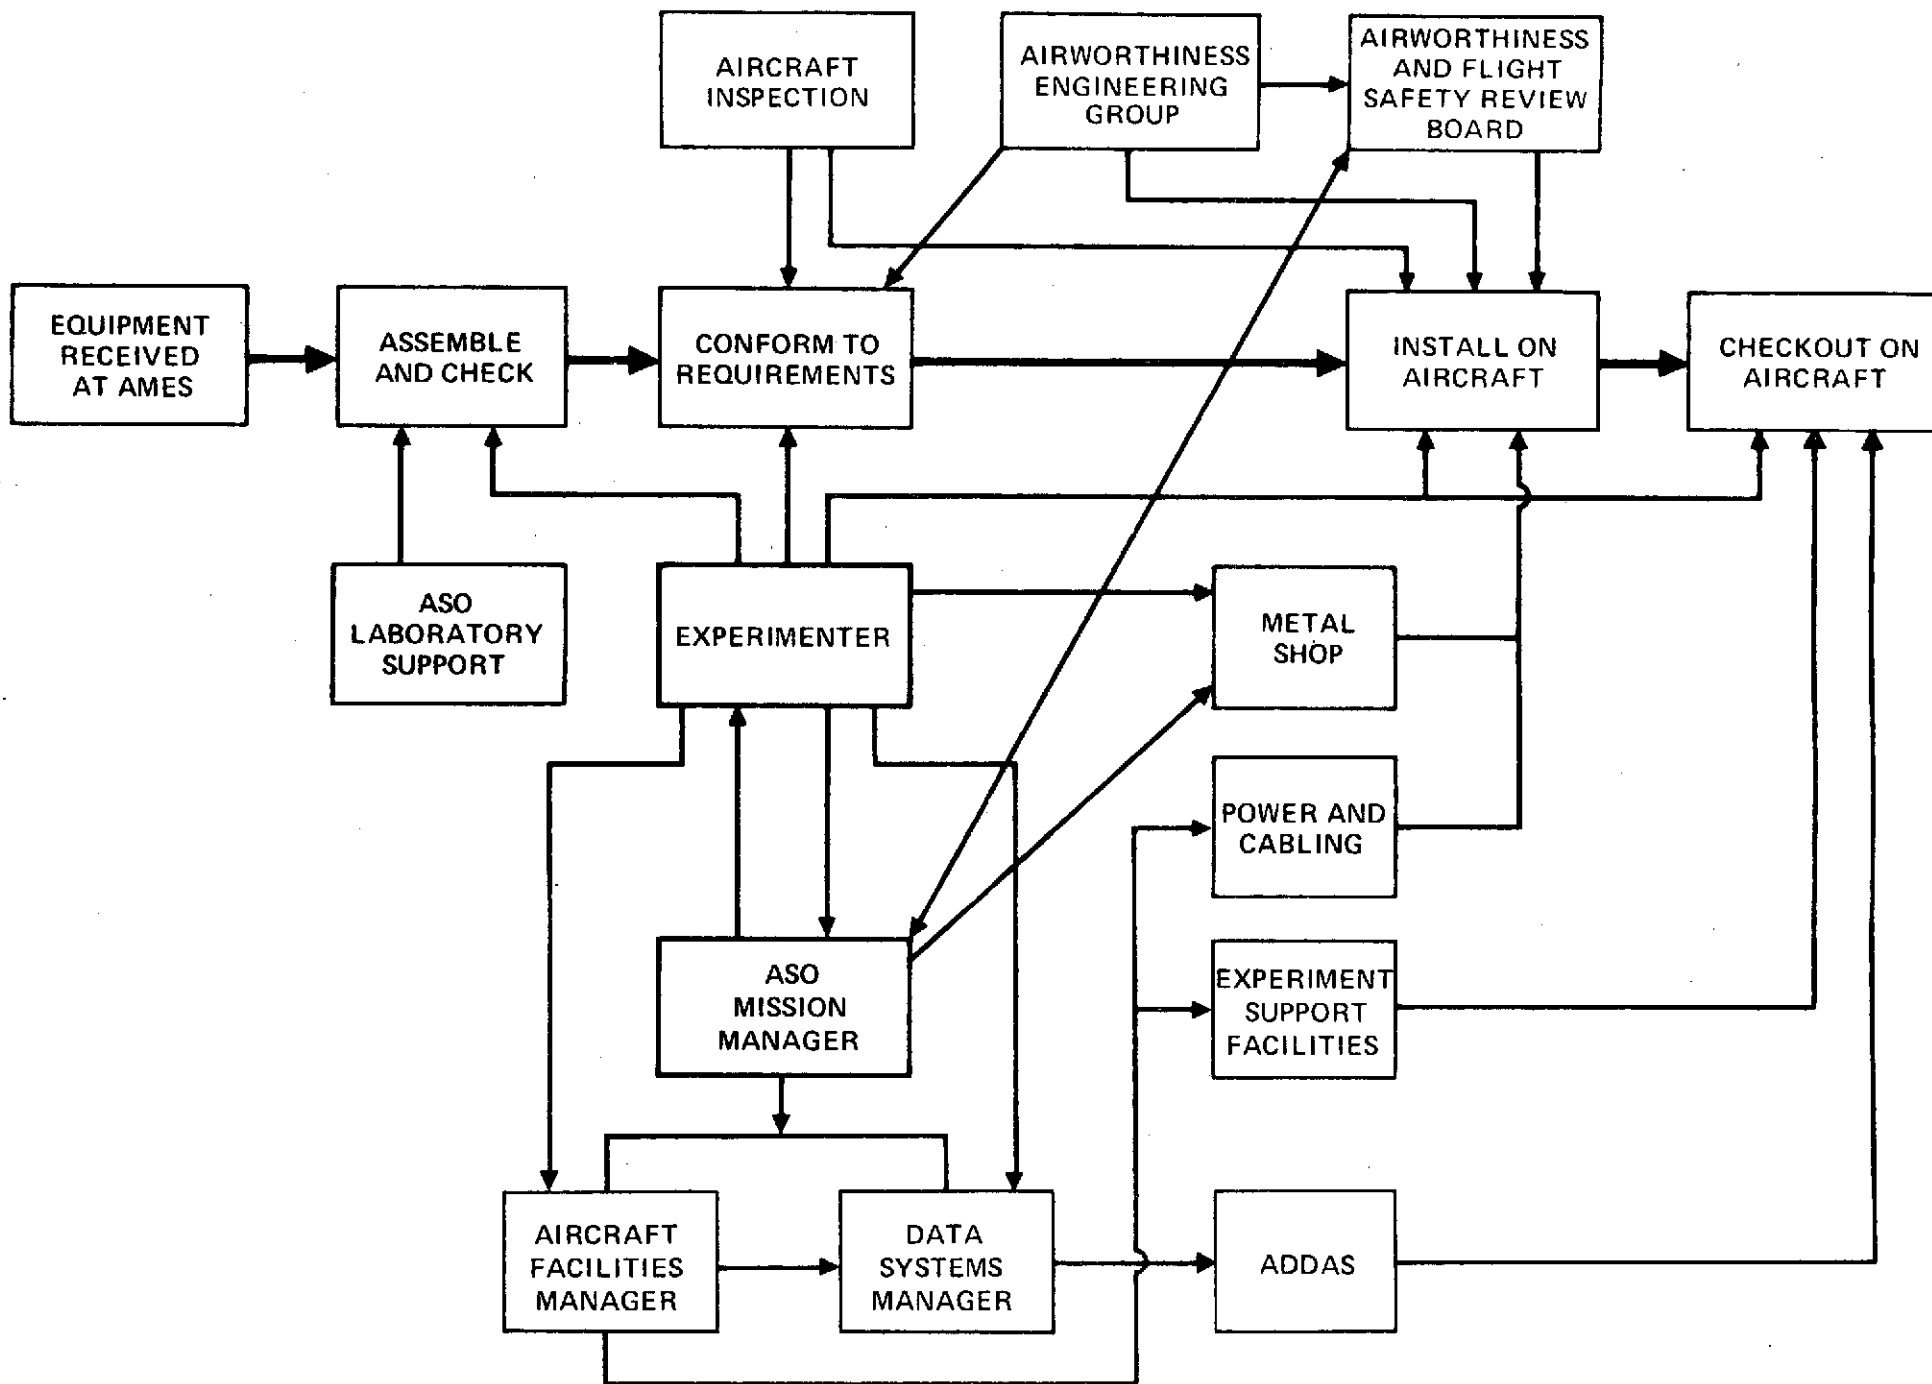 AIRCRAFT
INSPECTION
AIRWORTHINESS
ENGINEERING
GROUP
AIRWORTHINESS
AND FLIGHT
SAFETY REVIEW
BOARD
EQUIPMENT
RECEIVED
AT AMES
ASSEMBLE
AND CHECK
CONFORM TO
REQUIREMENTS
INSTALL ON
AIRCRAFT
CHECKOUT ON
AIRCRAFT
ASO
LABORATORY
SUPPORT
EXPERIMENTER
METAL
SHOP
POWER AND
CABLING
ASO
MISSION
MANAGER
EXPERIMENT
SUPPORT
FACILITIES
AIRCRAFT
FACILITIES
MANAGER
DATA
SYSTEMS
MANAGER
ADDAS